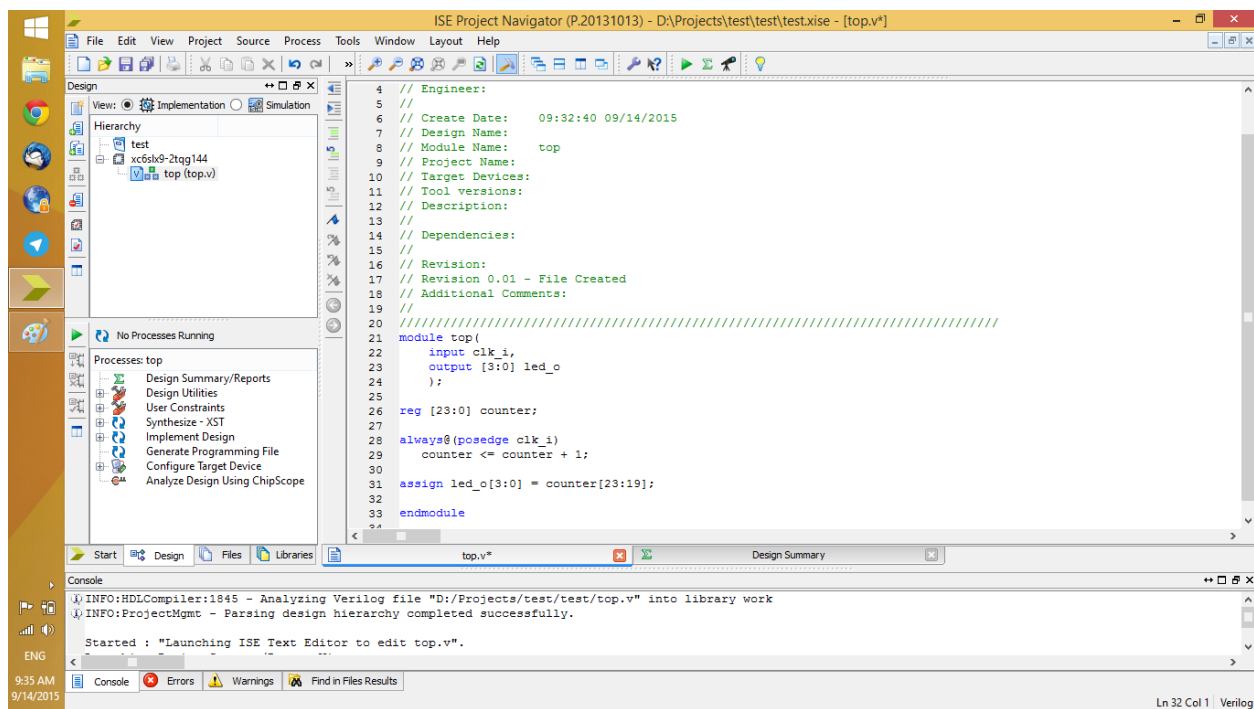 ISE Project Navigator (P.20131013) - D:\Projects\test\test\test.xise - [top.v*]
File Edit View Project Source Process Tools Window Layout Help
Design
View: Implementation Simulation
Hierarchy
test
xc6slx9-2tqg144
top (top.v)
No Processes Running
Processes: top
Design Summary/Reports
Design Utilities
User Constraints
Synthesize - XST
Implement Design
Generate Programming File
Configure Target Device
Analyze Design Using ChipScope
Start Design Files Libraries
4 // Engineer:
5 //
6 // Create Date: 09:32:40 09/14/2015
7 // Design Name:
8 // Module Name: top
9 // Project Name:
10 // Target Devices:
11 // Tool versions:
12 // Description:
13 //
14 // Dependencies:
15 //
16 // Revision:
17 // Revision 0.01 - File Created
18 // Additional Comments:
19 //
20 //////////////////////////////////////////////////////////////////////////////////
21 module top(
22 input clk_i,
23 output [3:0] led_o
24 );
25
26 reg [23:0] counter;
27
28 always@(posedge clk_i)
29 counter <= counter + 1;
30
31 assign led_o[3:0] = counter[23:19];
32
33 endmodule
34
top.v* Design Summary
Console
INFO:HDLCompiler:1845 - Analyzing Verilog file "D:/Projects/test/test/top.v" into library work
INFO:ProjectMgmt - Parsing design hierarchy completed successfully.
Started : "Launching ISE Text Editor to edit top.v".
Console Errors Warnings Find in Files Results
Ln 32 Col 1 Verilog
ENG
9:35 AM
9/14/2015